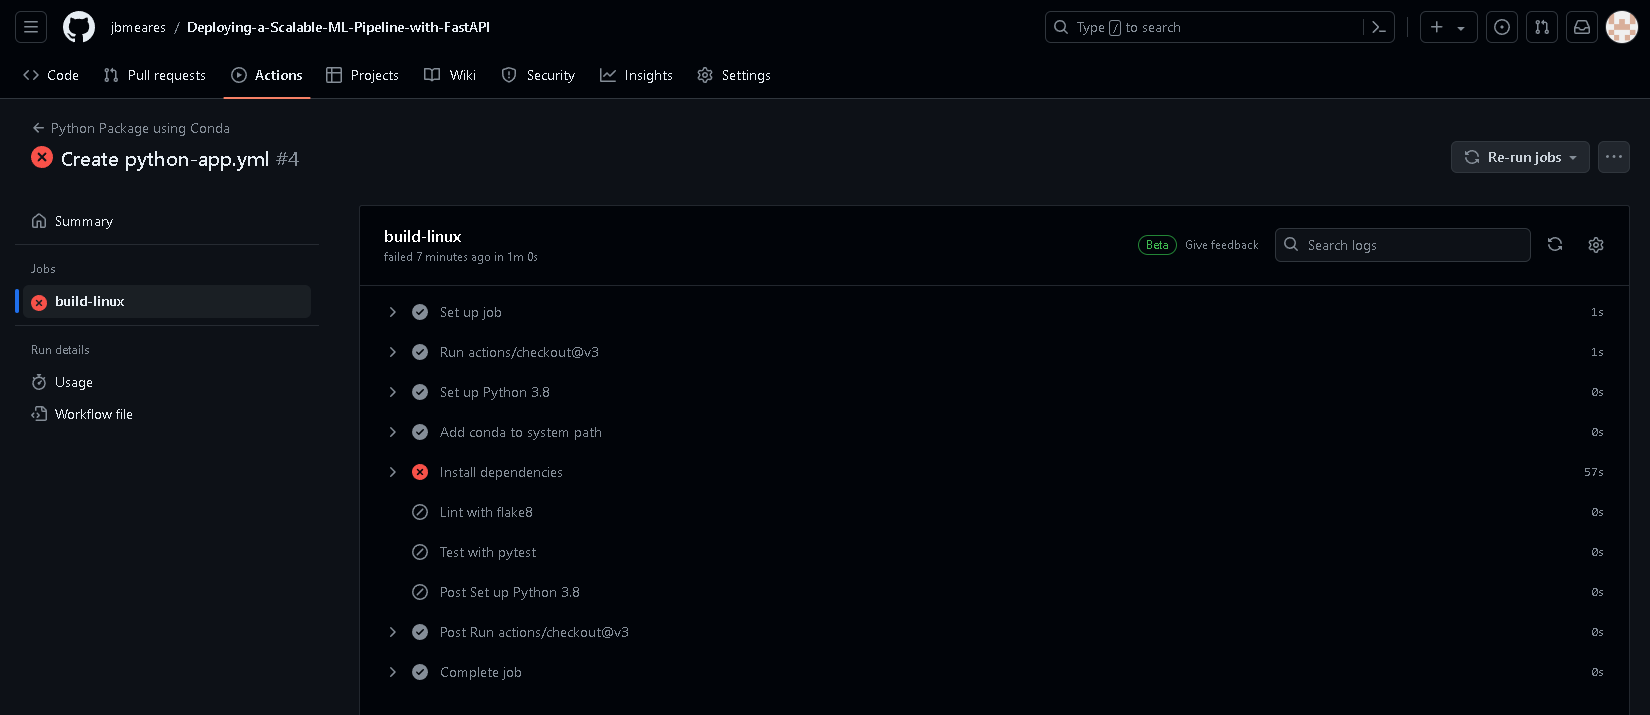 jbmeares / Deploying-a-Scalable-ML-Pipeline-with-FastAPI
Type / to search
Code Pull requests Actions Projects Wiki Security Insights Settings
Python Package using Conda
Create python-app.yml #4
Re-run jobs
Summary
Jobs
build-linux
Run details
Usage
Workflow file
build-linux
failed 7 minutes ago in 1m 0s
Beta Give feedback
Search logs
Set up job 1s
Run actions/checkout@v3 1s
Set up Python 3.8 0s
Add conda to system path 0s
Install dependencies 57s
Lint with flake8 0s
Test with pytest 0s
Post Set up Python 3.8 0s
Post Run actions/checkout@v3 0s
Complete job 0s